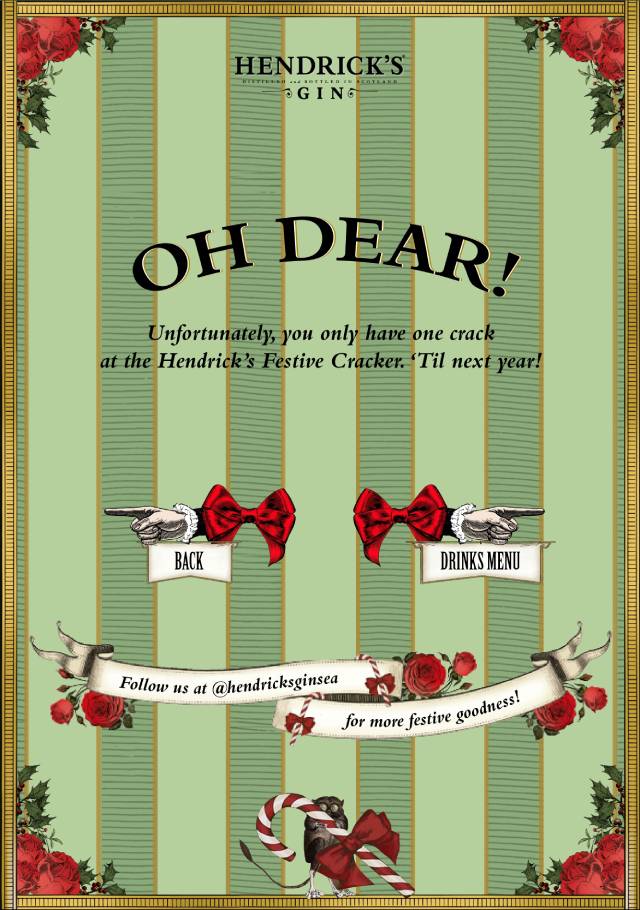 HENDRICK'S
DISTILLED and BOTTLED IN SCOTLAND
GIN
OH DEAR!
Unfortunately, you only have one crack
at the Hendrick's Festive Cracker. 'Til next year!
BACK
DRINKS MENU
Follow us at @hendricksginsea
for more festive goodness!